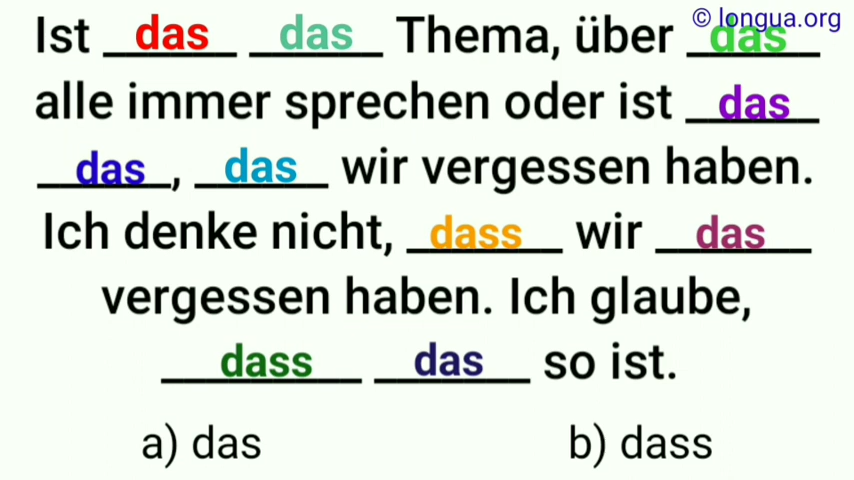 © longua.org
Ist das das Thema, über das
alle immer sprechen oder ist das
das, das wir vergessen haben.
Ich denke nicht, dass wir das
vergessen haben. Ich glaube,
dass das so ist.
a) das b) dass